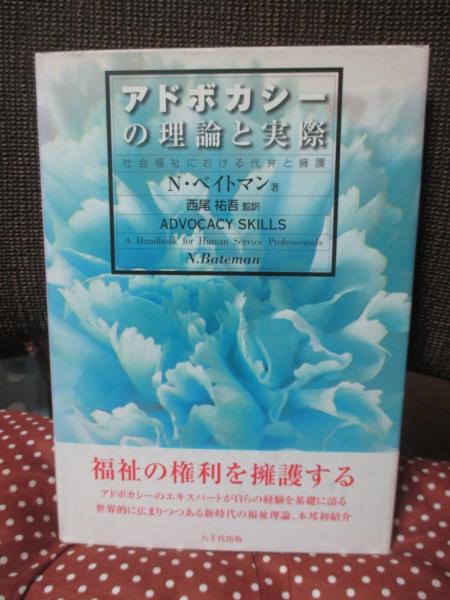 アドボカシー
の理論と実際
社会福祉における代弁と擁護
N・ベイトマン 著
西尾 祐吾 監訳
ADVOCACY SKILLS
A Handbook for Human Service Professionals
N.Bateman
福祉の権利を擁護する
アドボカシーのエキスパートが自らの経験を基礎に語る
世界的に広まりつつある新時代の福祉理論、本邦初紹介
八千代出版